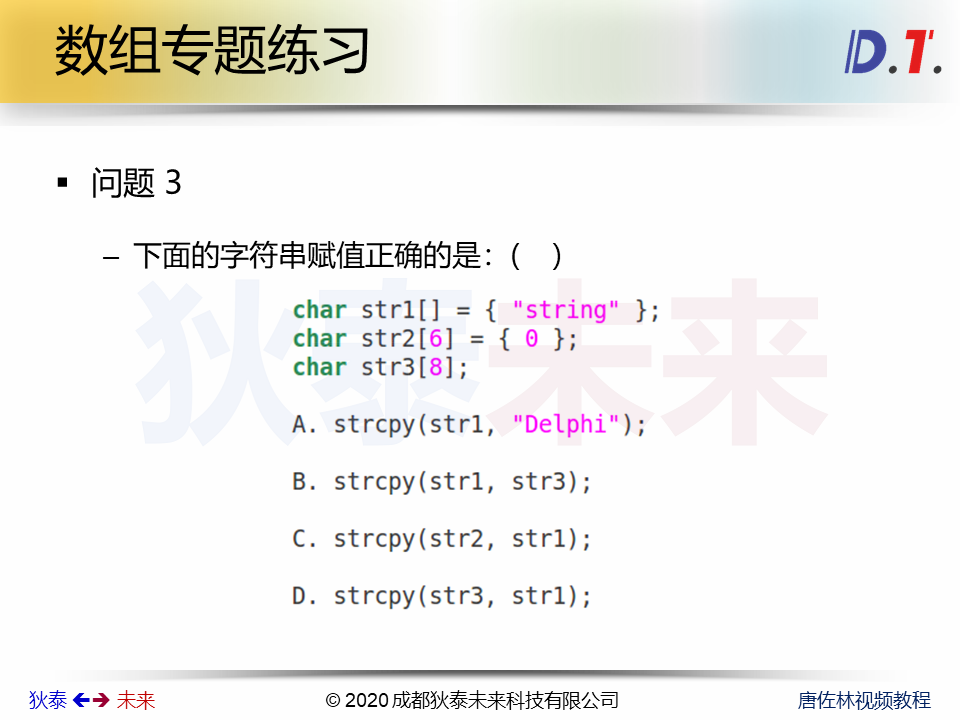 数组专题练习
D.T.
▪ 问题 3
– 下面的字符串赋值正确的是：( )
狄泰未来
char str1[] = { "string" };
char str2[6] = { 0 };
char str3[8];
A. strcpy(str1, "Delphi");
B. strcpy(str1, str3);
C. strcpy(str2, str1);
D. strcpy(str3, str1);
狄泰 未来
© 2020 成都狄泰未来科技有限公司
唐佐林视频教程